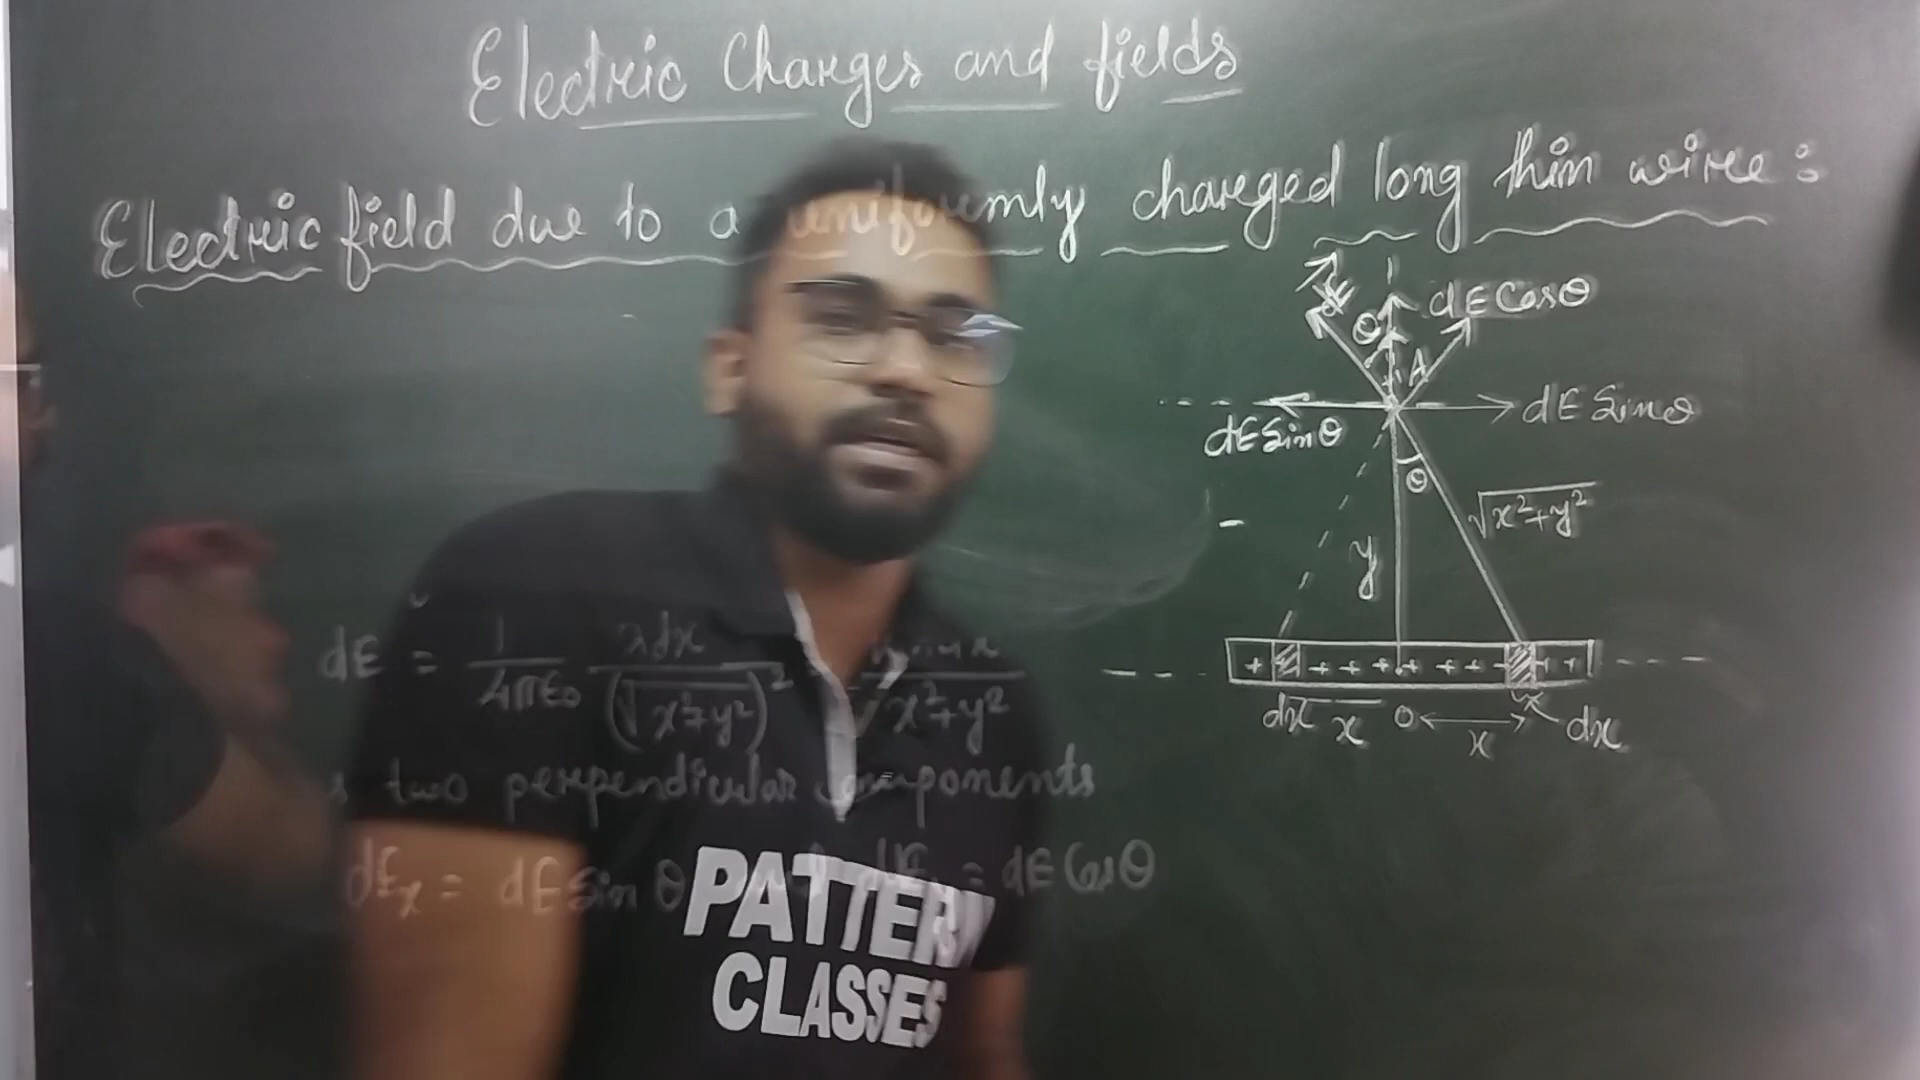 Electric Charges and fields
Electric field due to a uniformly charged long thin wire :
dE
θ
dE Cosθ
A
dE Sinθ
dE Sinθ
θ
√x²+y²
y
+ + + + + + + + + +
dx x O x dx
dE = 1/4πε₀ λdx/(√x²+y²)²
√x²+y²
two perpendicular components
dEx = dE Sin θ = dE Cosθ
PATTERN
CLASSES